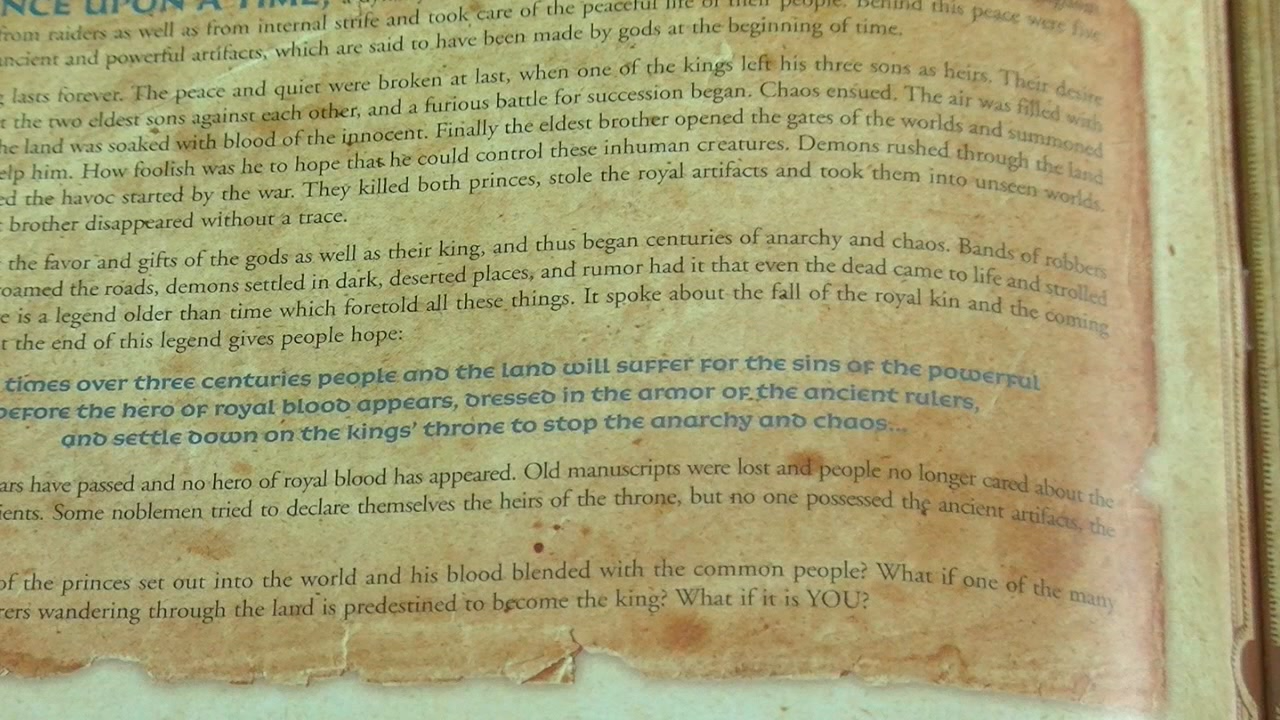 NCE UPON A TIME,
from raiders as well as from internal strife and took care of the peaceful life of their people. Behind this peace were five
ancient and powerful artifacts, which are said to have been made by gods at the beginning of time.
lasts forever. The peace and quiet were broken at last, when one of the kings left his three sons as heirs. Their desire
the two eldest sons against each other, and a furious battle for succession began. Chaos ensued. The air was filled with
he land was soaked with blood of the innocent. Finally the eldest brother opened the gates of the worlds and summoned
elp him. How foolish was he to hope that he could control these inhuman creatures. Demons rushed through the land
ed the havoc started by the war. They killed both princes, stole the royal artifacts and took them into unseen worlds.
brother disappeared without a trace.
the favor and gifts of the gods as well as their king, and thus began centuries of anarchy and chaos. Bands of robbers
roamed the roads, demons settled in dark, deserted places, and rumor had it that even the dead came to life and strolled
e is a legend older than time which foretold all these things. It spoke about the fall of the royal kin and the coming
t the end of this legend gives people hope:
times over three centuries people and the land will suffer for the sins of the powerful
before the hero of royal blood appears, dressed in the armor of the ancient rulers,
and settle down on the kings' throne to stop the anarchy and chaos...
ars have passed and no hero of royal blood has appeared. Old manuscripts were lost and people no longer cared about the
ients. Some noblemen tried to declare themselves the heirs of the throne, but no one possessed the ancient artifacts, the
of the princes set out into the world and his blood blended with the common people? What if one of the many
rers wandering through the land is predestined to become the king? What if it is YOU?